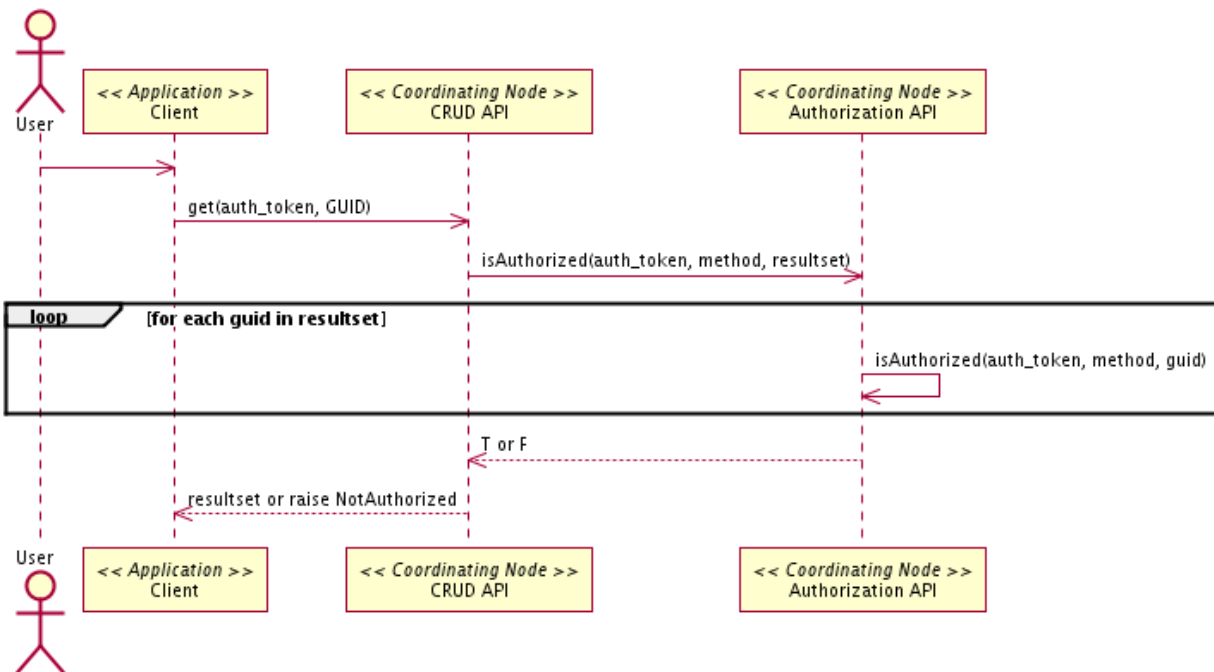 << Application >>
Client
<< Coordinating Node >>
CRUD API
<< Coordinating Node >>
Authorization API
User
get(auth_token, GUID)
isAuthorized(auth_token, method, resultset)
loop
[for each guid in resultset]
isAuthorized(auth_token, method, guid)
T or F
resultset or raise NotAuthorized
User
<< Application >>
Client
<< Coordinating Node >>
CRUD API
<< Coordinating Node >>
Authorization API